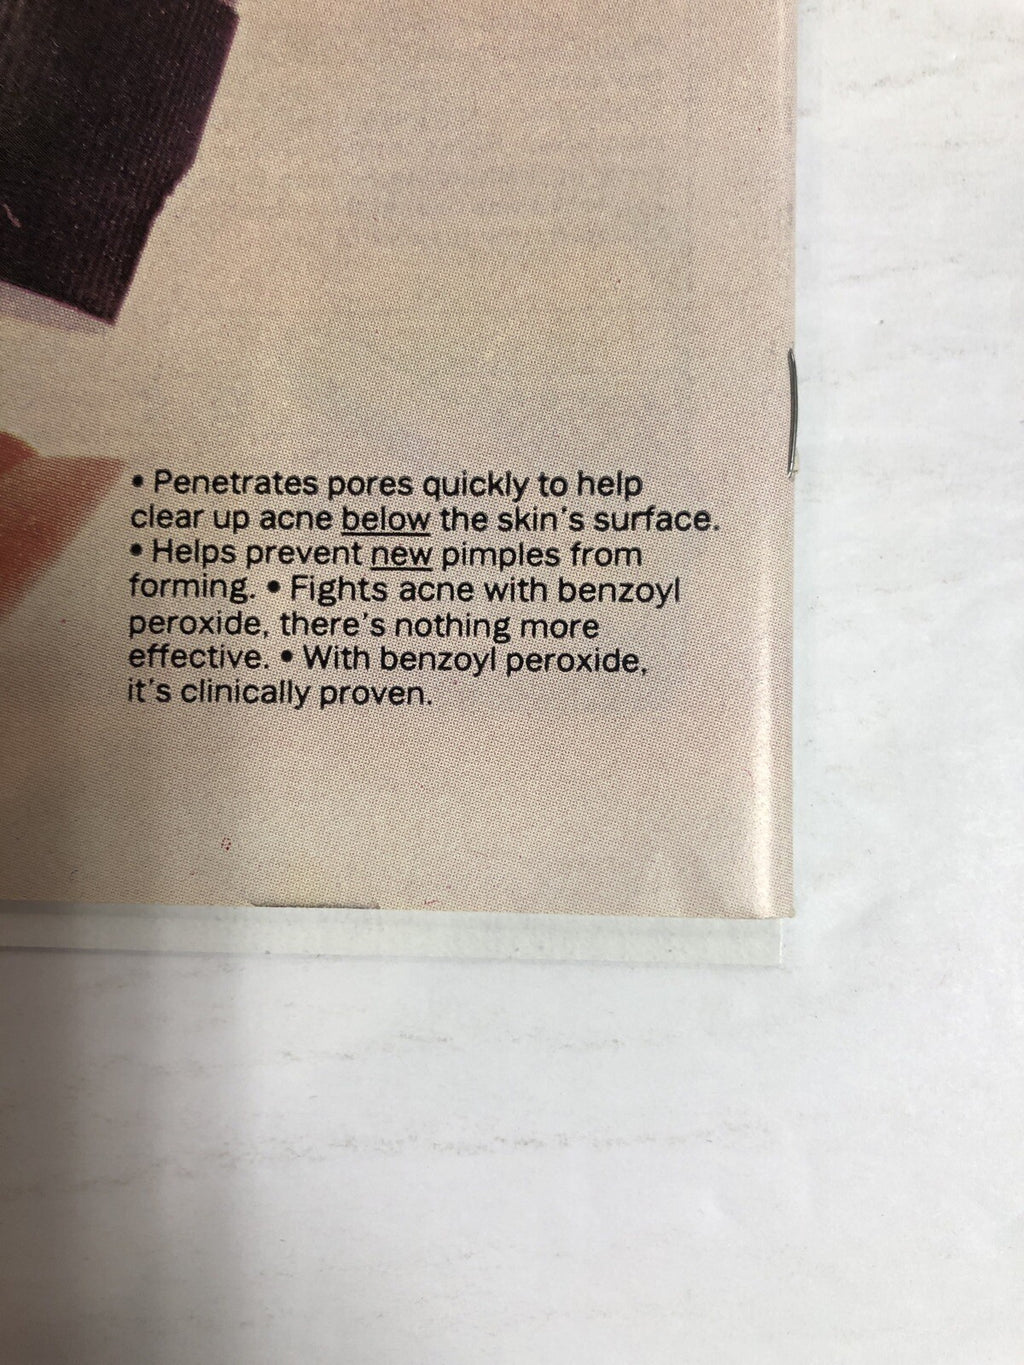 • Penetrates pores quickly to help
clear up acne below the skin's surface.
• Helps prevent new pimples from
forming. • Fights acne with benzoyl
peroxide, there's nothing more
effective. • With benzoyl peroxide,
it's clinically proven.